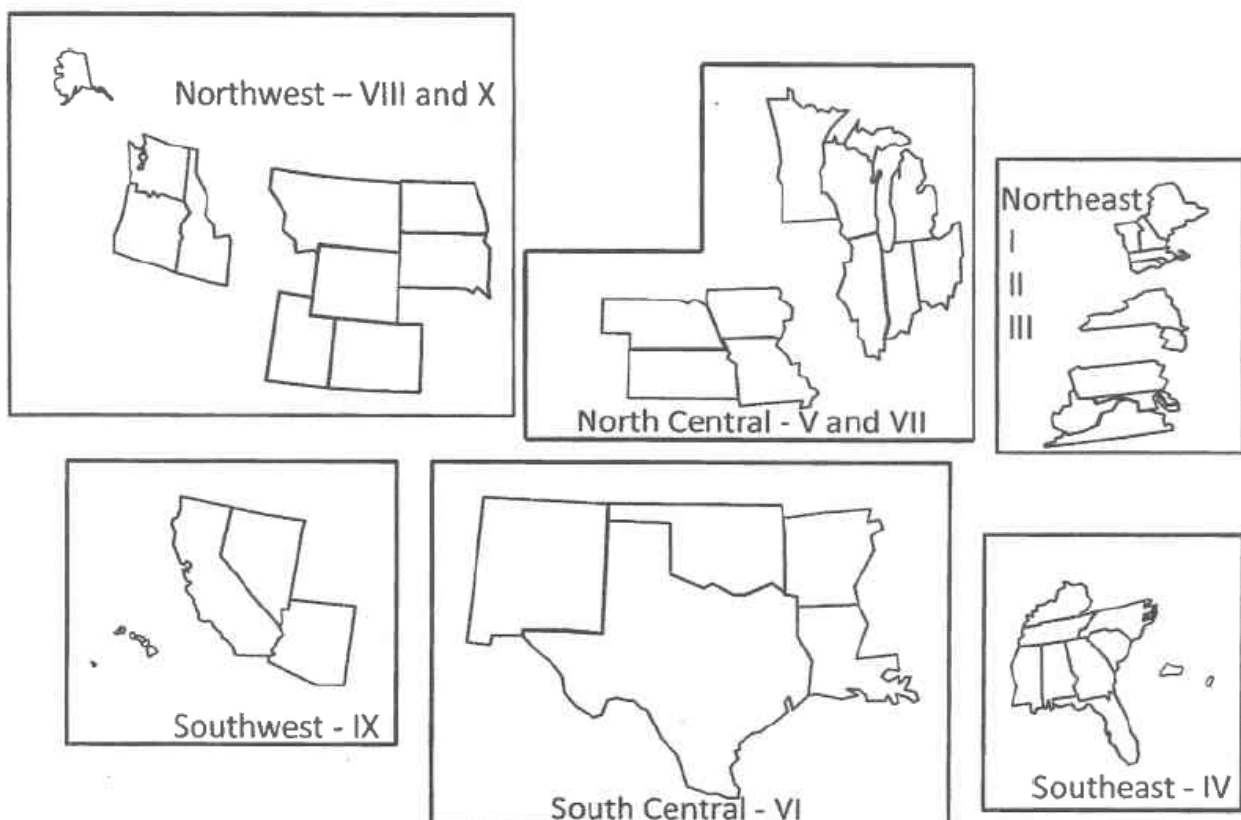 Northwest – VIII and X
North Central - V and VII
Northeast
I
II
III
Southwest - IX
South Central - VI
Southeast - IV